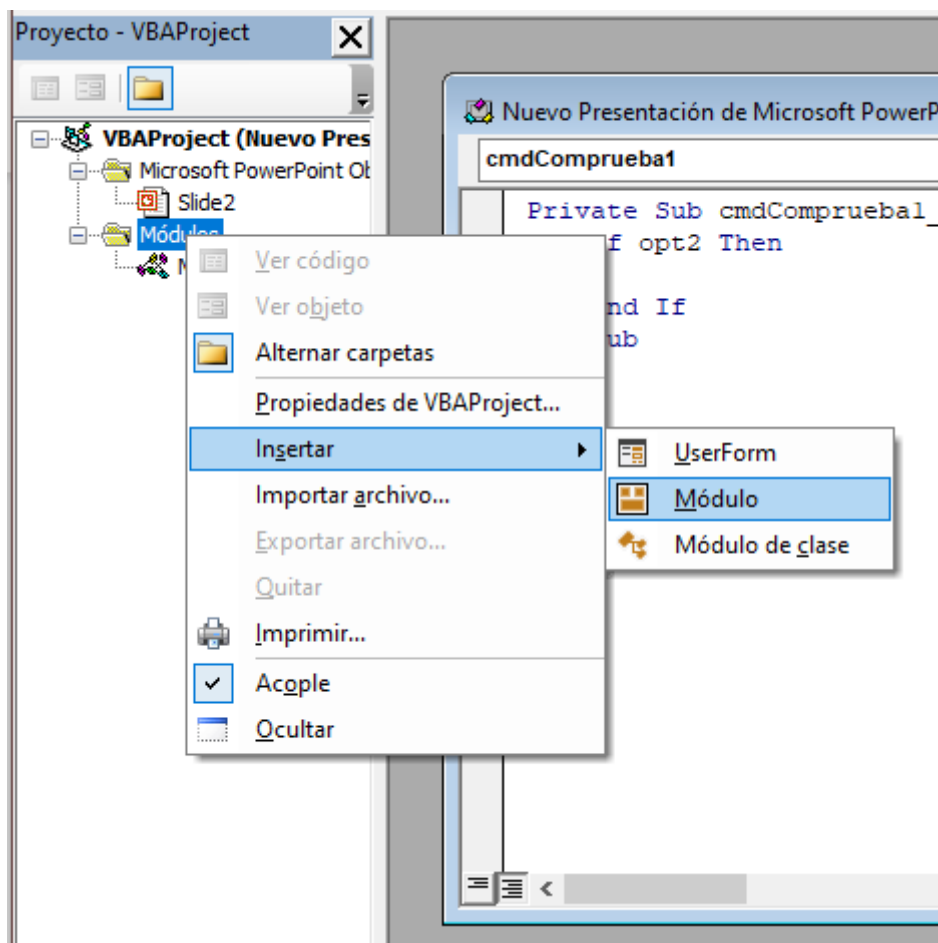 Proyecto - VBAProject
VBAProject (Nuevo Pres
Microsoft PowerPoint Ob
Slide2
Módulos
Ver código
Ver objeto
Alternar carpetas
Propiedades de VBAProject...
Insertar
Importar archivo...
Exportar archivo...
Quitar
Imprimir...
Acople
Ocultar
UserForm
Módulo
Módulo de clase
Nuevo Presentación de Microsoft PowerP
cmdComprueba1
Private Sub cmdComprueba1_
f opt2 Then
nd If
ub